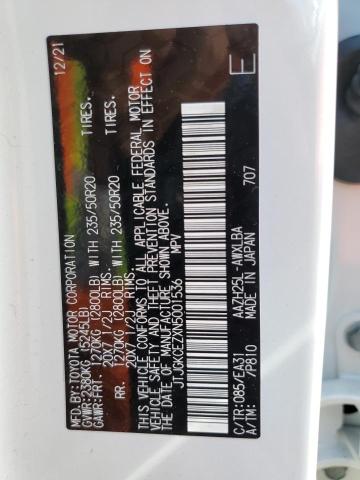 MFD.BY:TOYOTA MOTOR CORPORATION 12/21
GVWR:2380KG (5245LB)
GAWR:FRT. 1270KG (2800LB) WITH 235/50R20 TIRES.
20X7 1/2J RIMS.
RR. 1270KG (2800LB) WITH 235/50R20 TIRES.
20X7 1/2J RIMS.
THIS VEHICLE CONFORMS TO ALL APPLICABLE FEDERAL MOTOR
VEHICLE SAFETY AND THEFT PREVENTION STANDARDS IN EFFECT ON
THE DATE OF MANUFACTURE SHOWN ABOVE.
JTJGKCEZXN5001536 MPV
C/TR:085/EA31 AAZH25L-AWXLBA
A/TM: /P810 MADE IN JAPAN 707
E